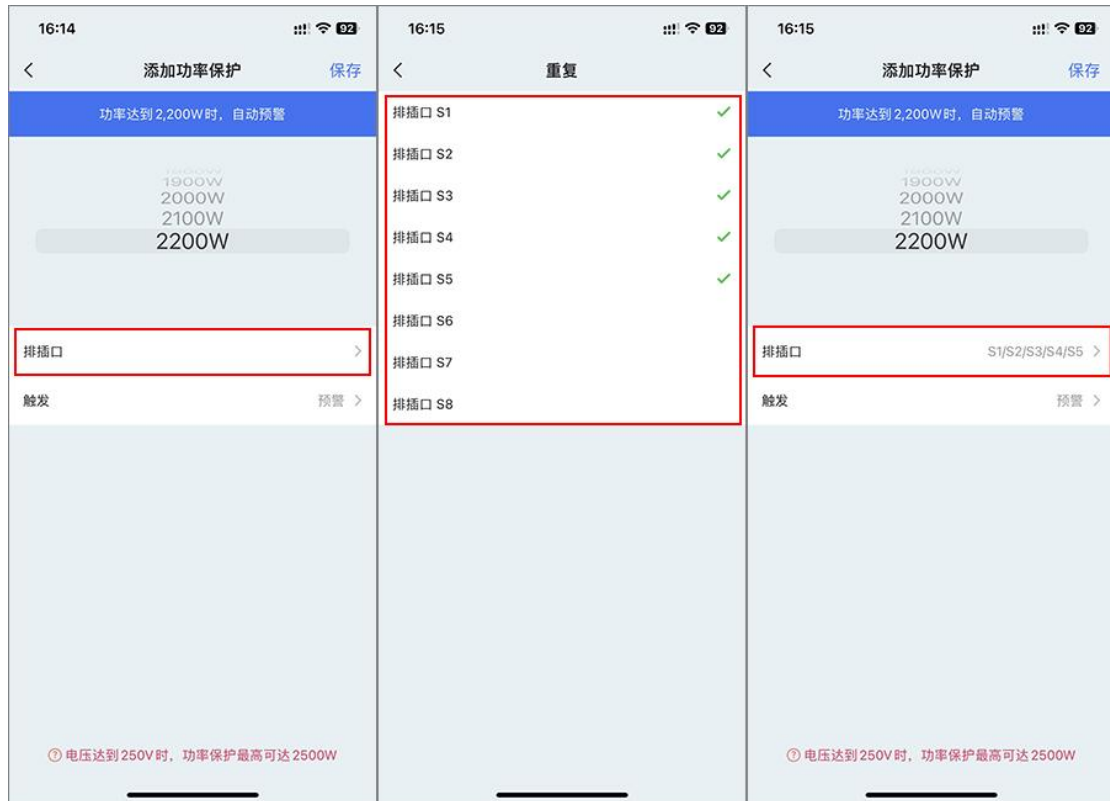 16:14
92
添加功率保护
保存
功率达到2,200W时，自动预警
1900W
2000W
2100W
2200W
排插口
触发
预警
电压达到250V时，功率保护最高可达2500W
16:15
92
重复
排插口 S1
排插口 S2
排插口 S3
排插口 S4
排插口 S5
排插口 S6
排插口 S7
排插口 S8
16:15
92
添加功率保护
保存
功率达到2,200W时，自动预警
1900W
2000W
2100W
2200W
排插口
S1/S2/S3/S4/S5
触发
预警
电压达到250V时，功率保护最高可达2500W